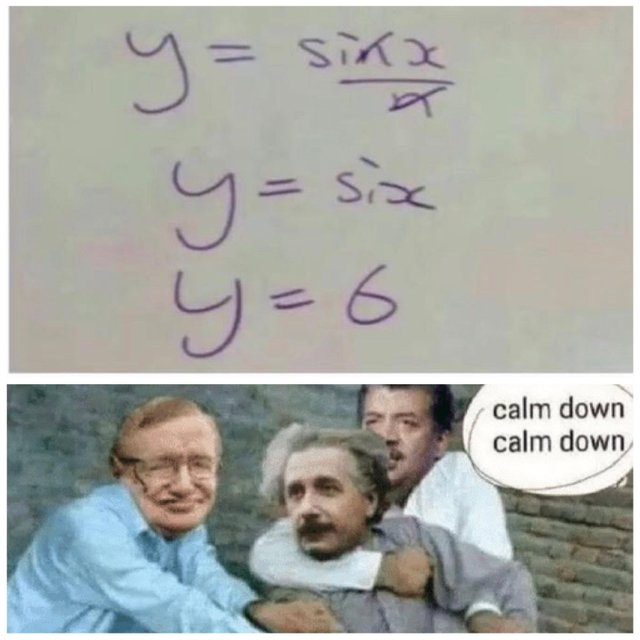 y = sinx
n
y = six
y = 6
calm down
calm down